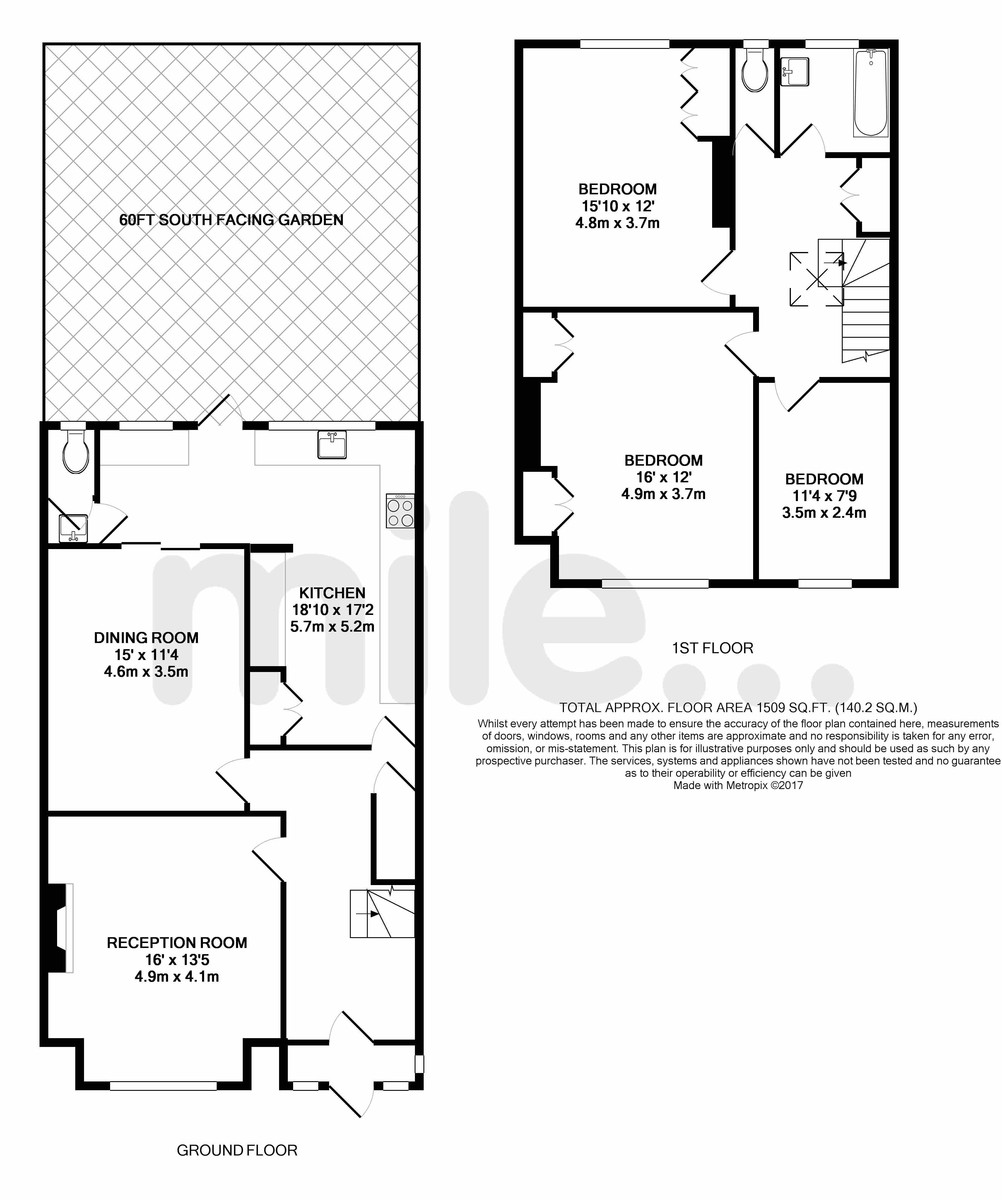 60FT SOUTH FACING GARDEN
BEDROOM
15'10 x 12'
4.8m x 3.7m
BEDROOM
16' x 12'
4.9m x 3.7m
BEDROOM
11'4 x 7'9
3.5m x 2.4m
KITCHEN
18'10 x 17'2
5.7m x 5.2m
DINING ROOM
15' x 11'4
4.6m x 3.5m
RECEPTION ROOM
16' x 13'5
4.9m x 4.1m
mile...
GROUND FLOOR
1ST FLOOR
TOTAL APPROX. FLOOR AREA 1509 SQ.FT. (140.2 SQ.M.)
Whilst every attempt has been made to ensure the accuracy of the floor plan contained here, measurements
of doors, windows, rooms and any other items are approximate and no responsibility is taken for any error,
omission, or mis-statement. This plan is for illustrative purposes only and should be used as such by any
prospective purchaser. The services, systems and appliances shown have not been tested and no guarantee
as to their operability or efficiency can be given
Made with Metropix ©2017